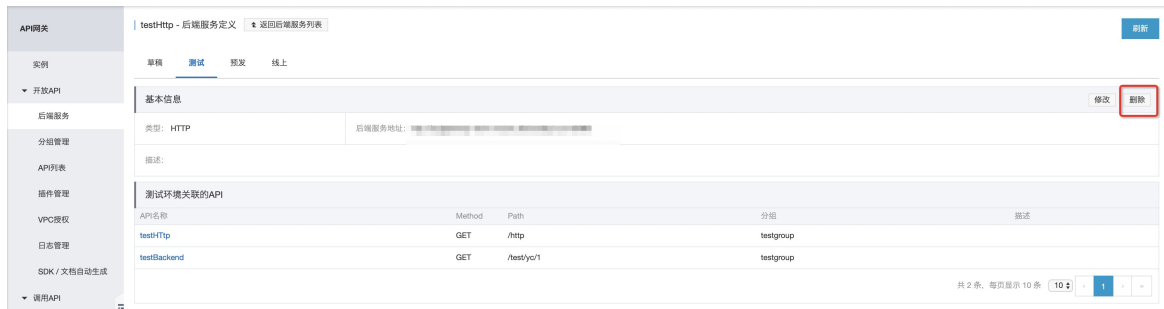 API网关
实例
开放API
后端服务
分组管理
API列表
插件管理
VPC授权
日志管理
SDK / 文档自动生成
调用API
testHttp - 后端服务定义 返回后端服务列表
刷新
草稿 测试 预发 线上
基本信息 修改 删除
类型: HTTP 后端服务地址:
描述:
测试环境关联的API
API名称 Method Path 分组 描述
testHTtp GET /http testgroup
testBackend GET /test/yc/1 testgroup
共 2 条, 每页显示 10 条 10 ‹ 1 › »